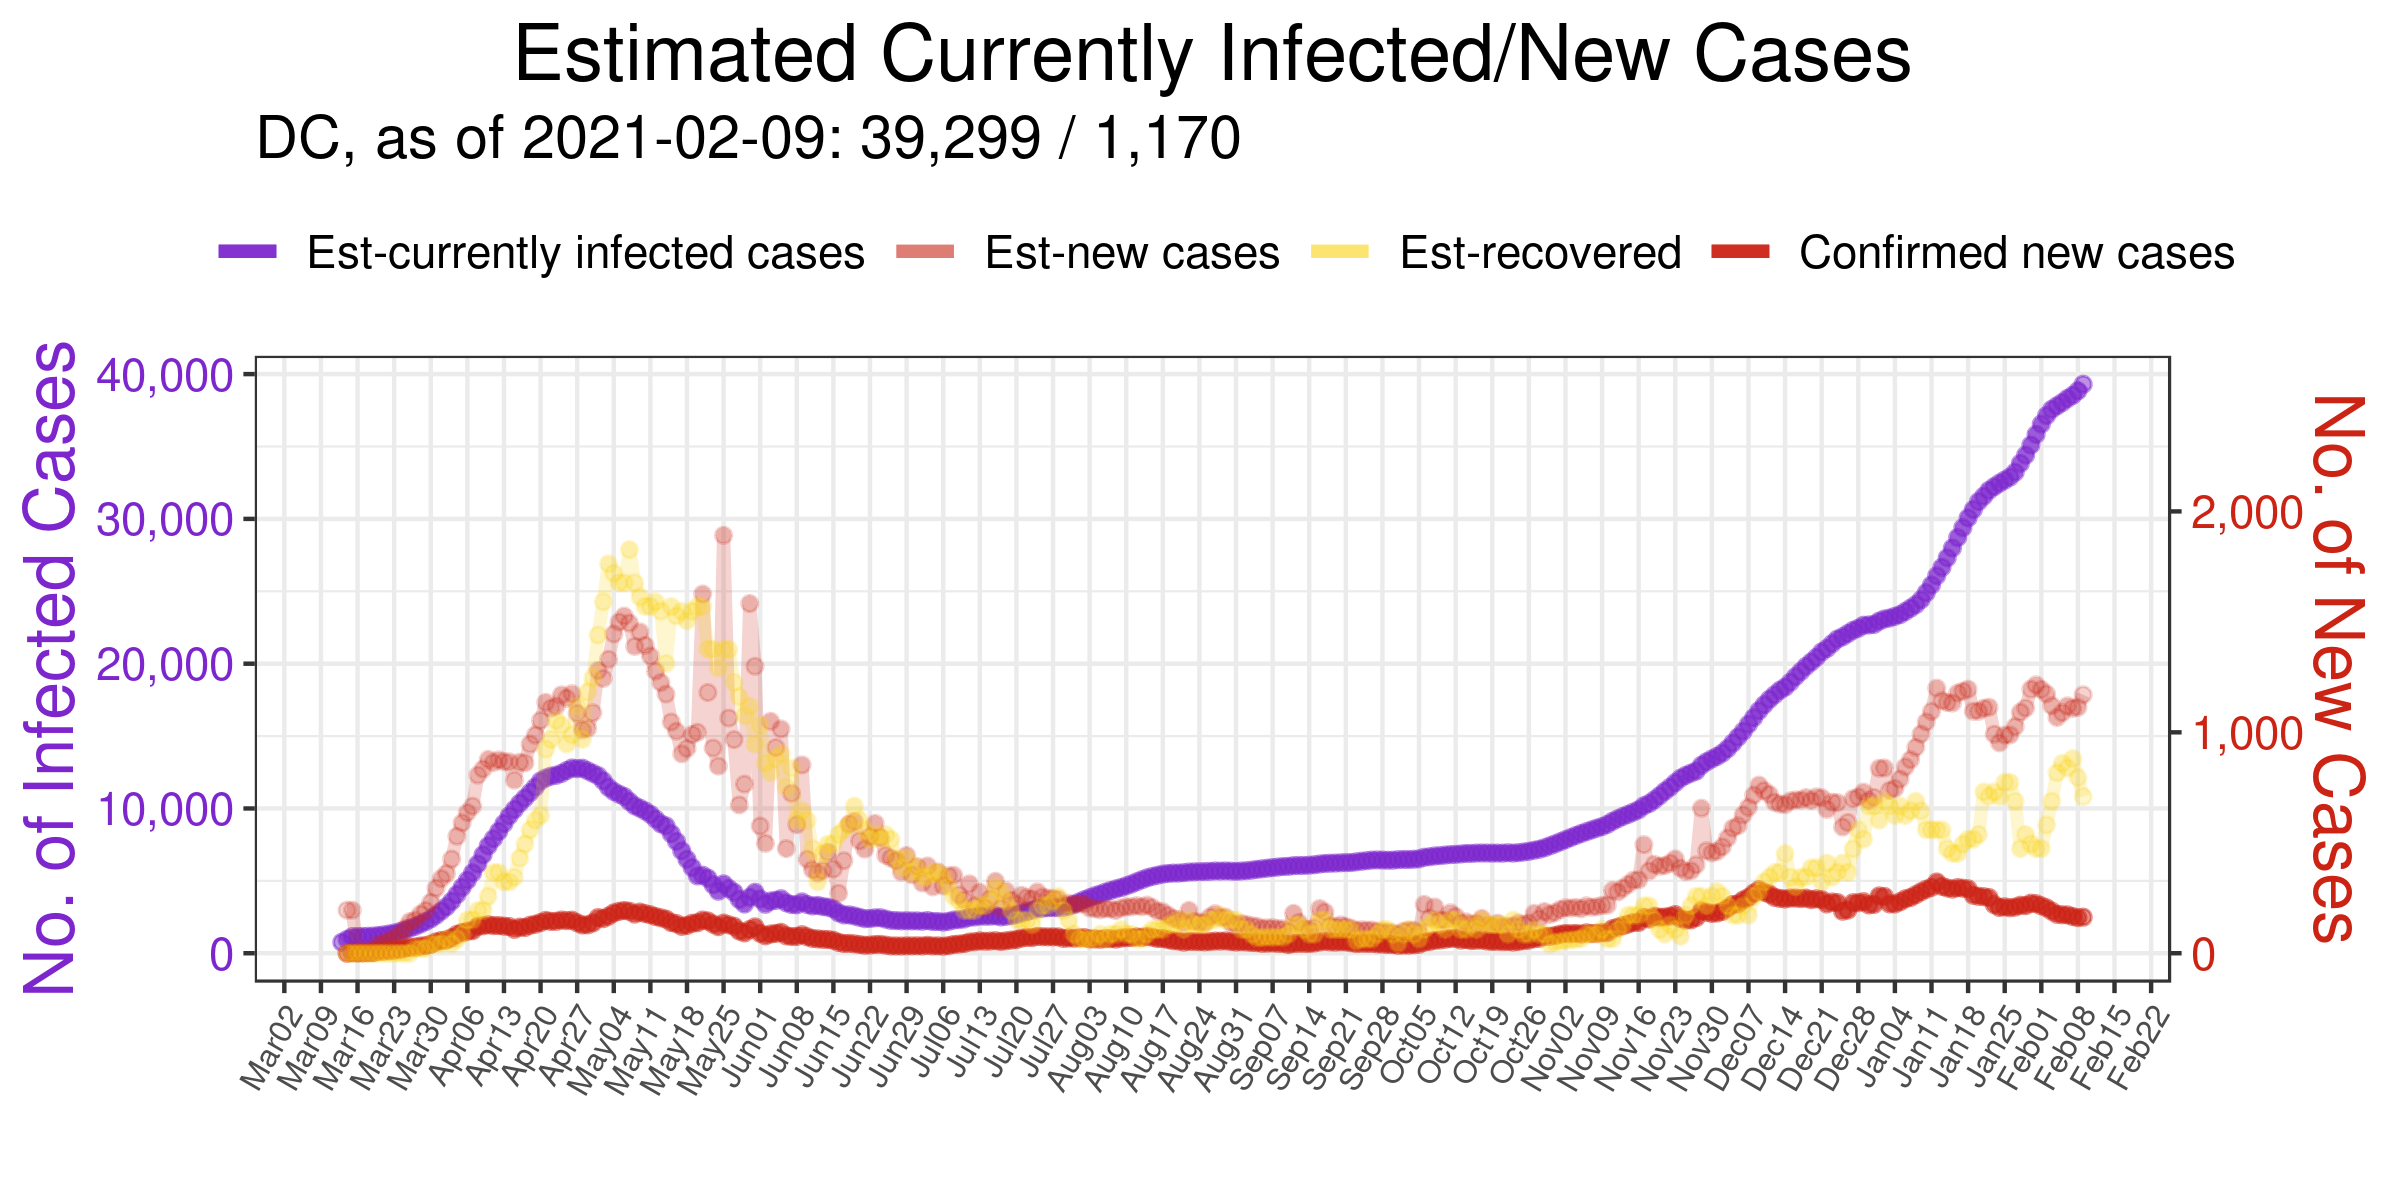 Estimated Currently Infected/New Cases
DC, as of 2021-02-09: 39,299 / 1,170
Est-currently infected cases
Est-new cases
Est-recovered
Confirmed new cases
No. of Infected Cases
40,000
30,000
20,000
10,000
0
2,000
1,000
0
No. of New Cases
Mar02
Mar09
Mar16
Mar23
Mar30
Apr06
Apr13
Apr20
Apr27
May04
May11
May18
May25
Jun01
Jun08
Jun15
Jun22
Jun29
Jul06
Jul13
Jul20
Jul27
Aug03
Aug10
Aug17
Aug24
Aug31
Sep07
Sep14
Sep21
Sep28
Oct05
Oct12
Oct19
Oct26
Nov02
Nov09
Nov16
Nov23
Nov30
Dec07
Dec14
Dec21
Dec28
Jan04
Jan11
Jan18
Jan25
Feb01
Feb08
Feb15
Feb22